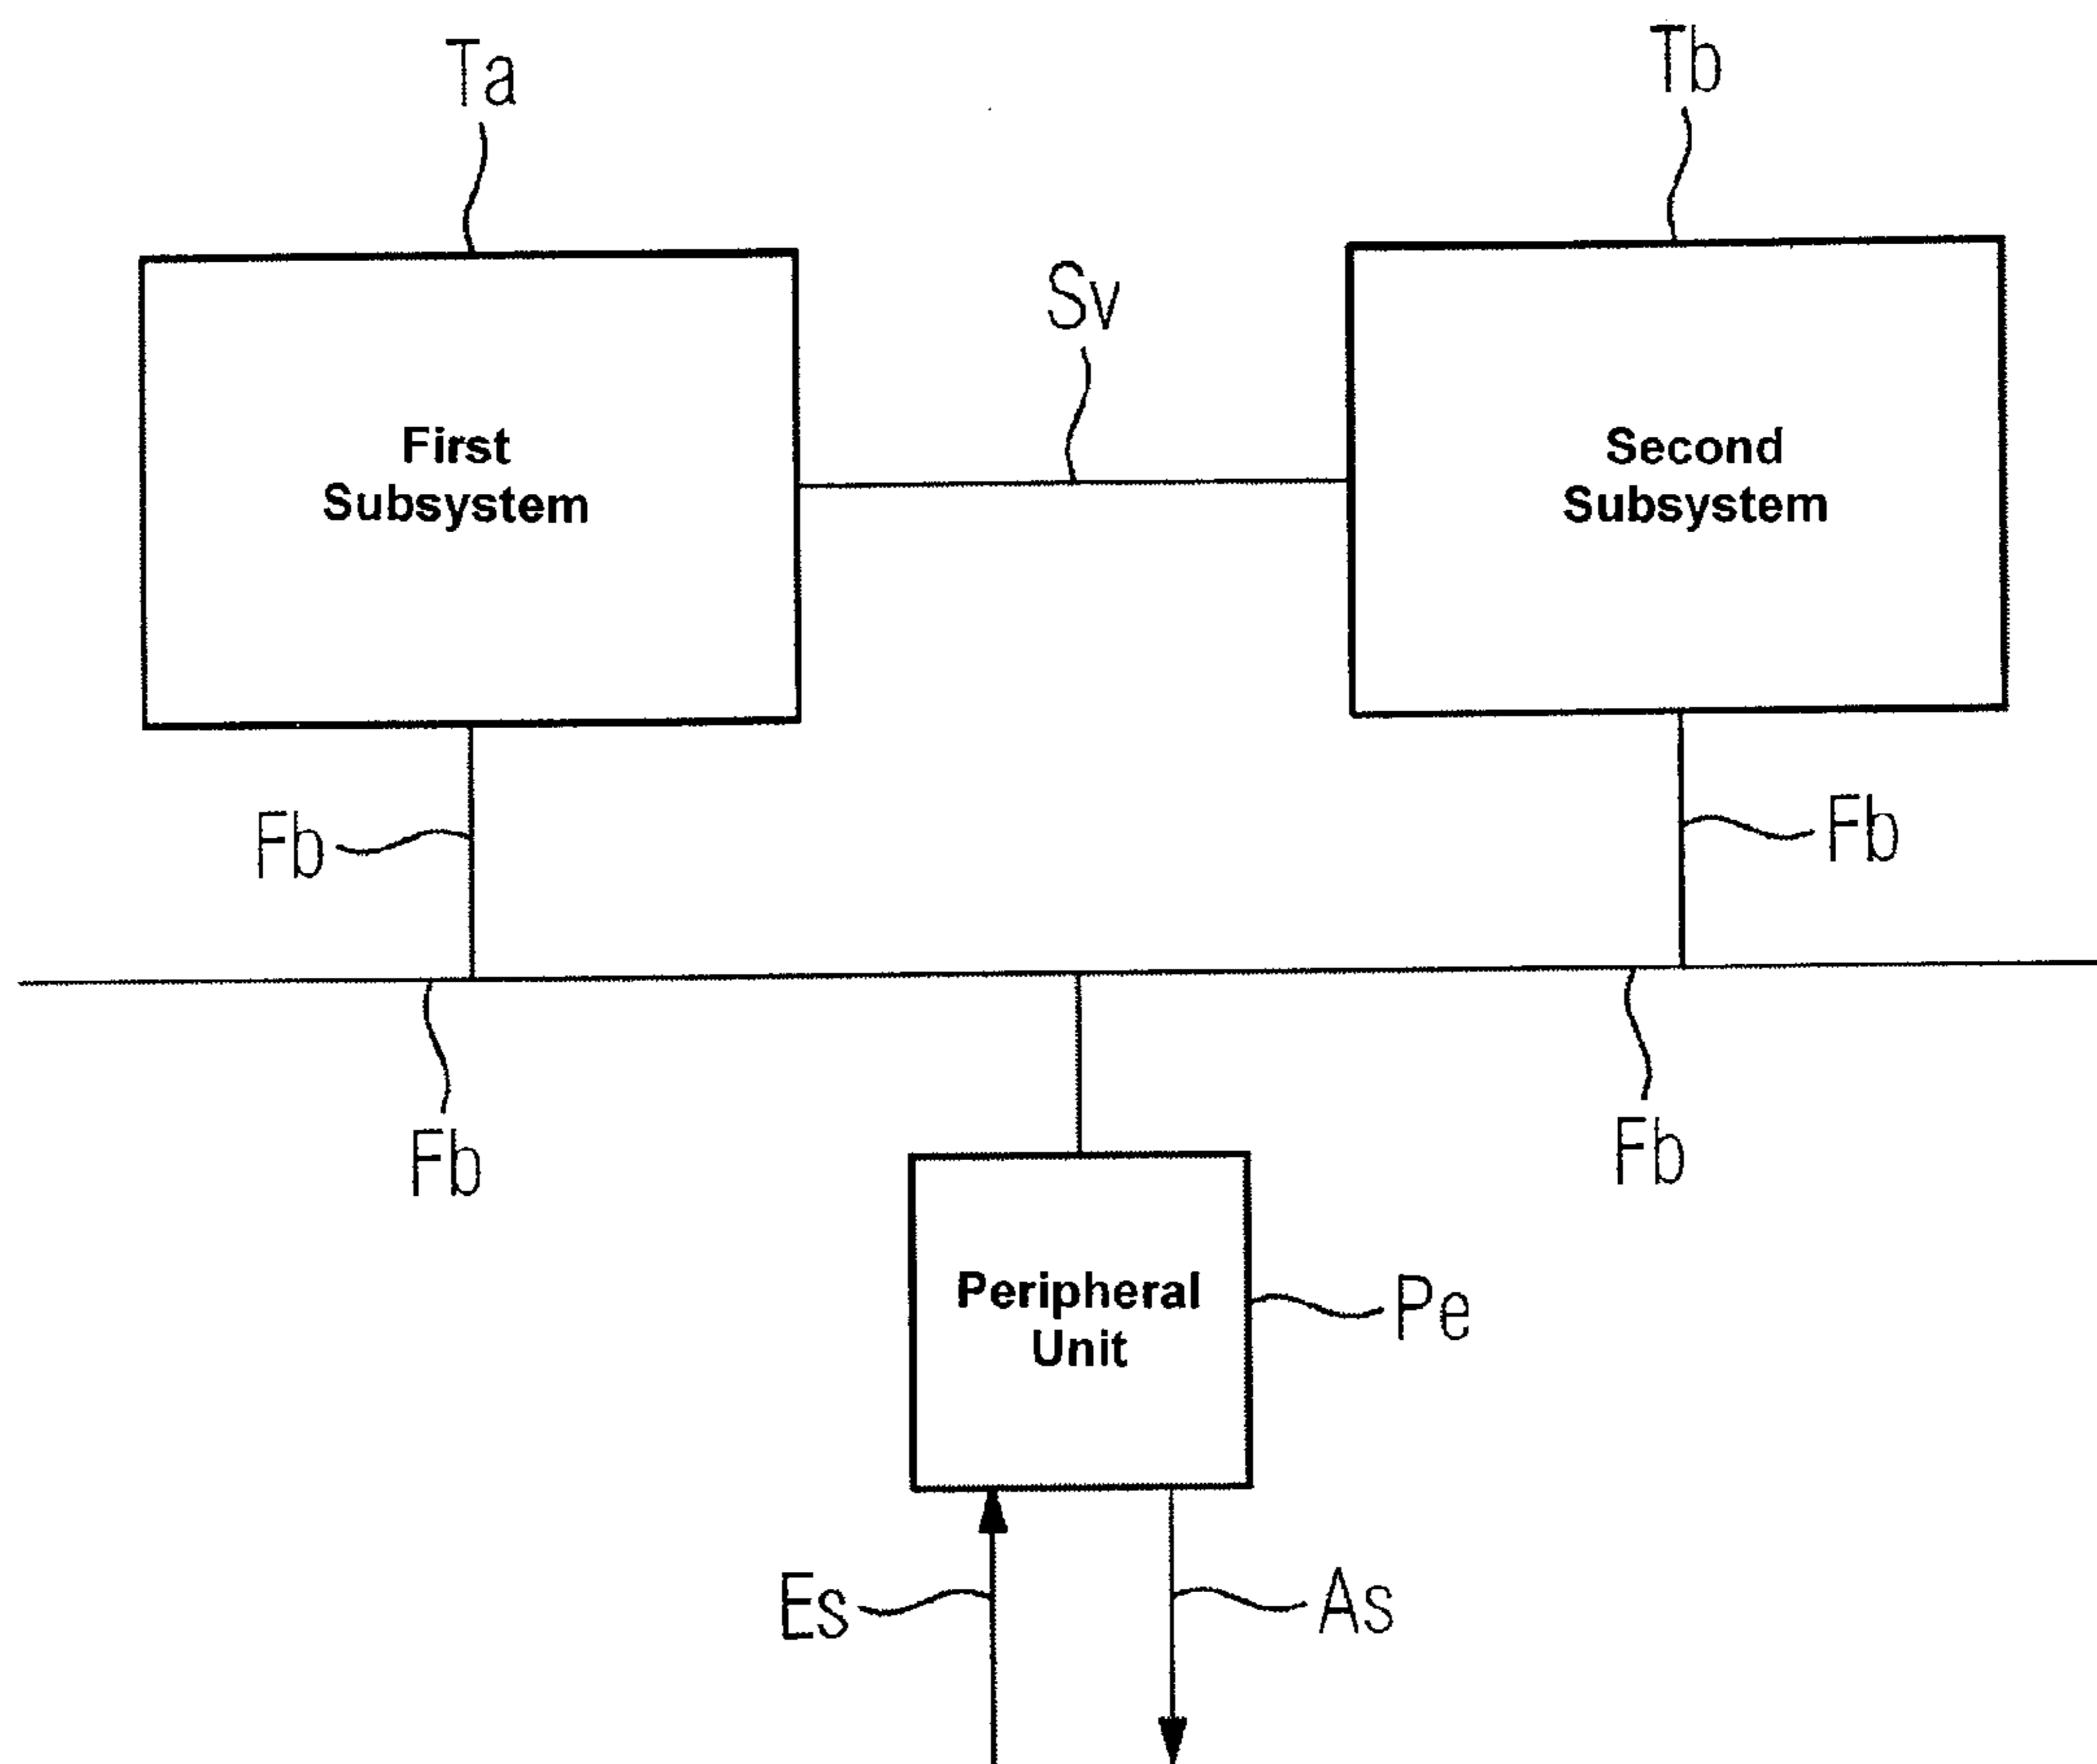 Ta
Tb
Sv
First
Subsystem
Second
Subsystem
Fb
Fb
Fb
Fb
Peripheral
Unit
Pe
Es
As